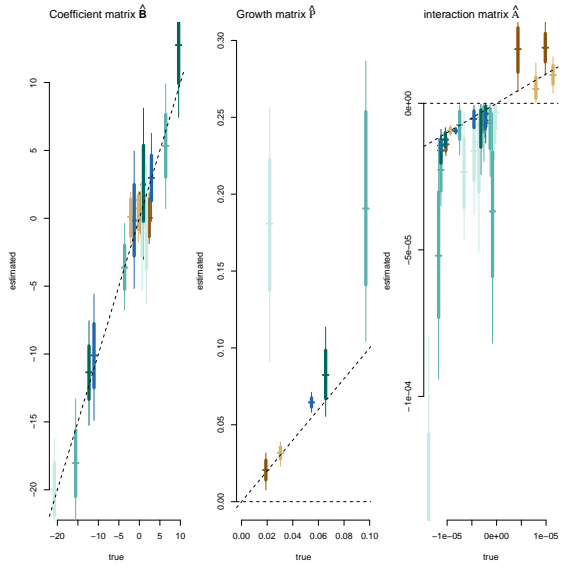 Coefficient matrix B̂
estimated
10
5
0
−5
−10
−15
−20
−20
−15
−10
−5
0
5
10
true
Growth matrix P̂
estimated
0.30
0.25
0.20
0.15
0.10
0.05
0.00
0.00
0.02
0.04
0.06
0.08
0.10
true
interaction matrix Â
estimated
0e+00
−5e−05
−1e−04
−1e−05
0e+00
1e−05
true